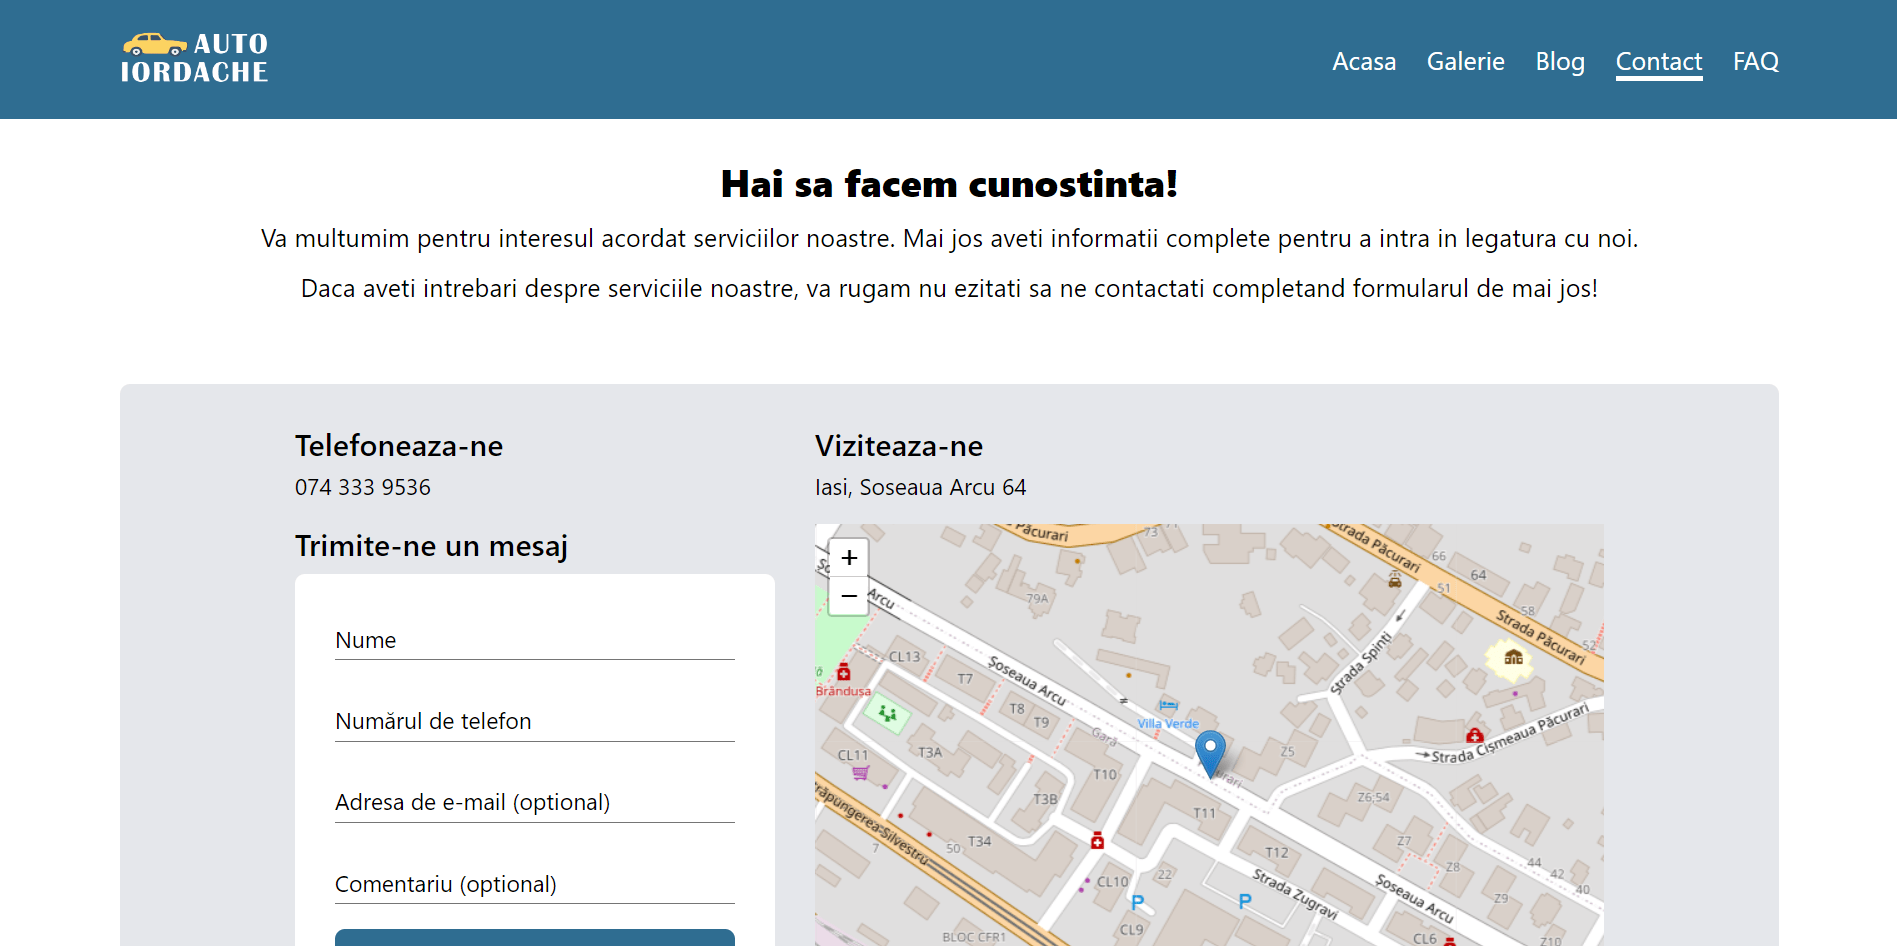 AUTO
IORDACHE
Acasa Galerie Blog Contact FAQ
Hai sa facem cunostinta!
Va multumim pentru interesul acordat serviciilor noastre. Mai jos aveti informatii complete pentru a intra in legatura cu noi.
Daca aveti intrebari despre serviciile noastre, va rugam nu ezitati sa ne contactati completand formularul de mai jos!
Telefoneaza-ne
074 333 9536
Trimite-ne un mesaj
Nume
Numărul de telefon
Adresa de e-mail (optional)
Comentariu (optional)
Viziteaza-ne
Iasi, Soseaua Arcu 64
+
−
Păcurari
73
Strada Păcurari
66
64
51
58
Strada Păcurari
52
Arcu
79A
CL13
Șoseaua Arcu
T7
T8
T9
Gară
Brândușa
Villa Verde
Strada Spinți
Z5
Strada Cișmeaua Păcurari
CL11
T3A
T10
T3B
T11
Z6;54
T34
50
7
Străpungerea Silvestru
T12
Z7
Z8
44
42
40
CL10
22
P
P
Strada Zugravi
Șoseaua Arcu
Z9
CL9
BLOC CFR1
CL6
Z10